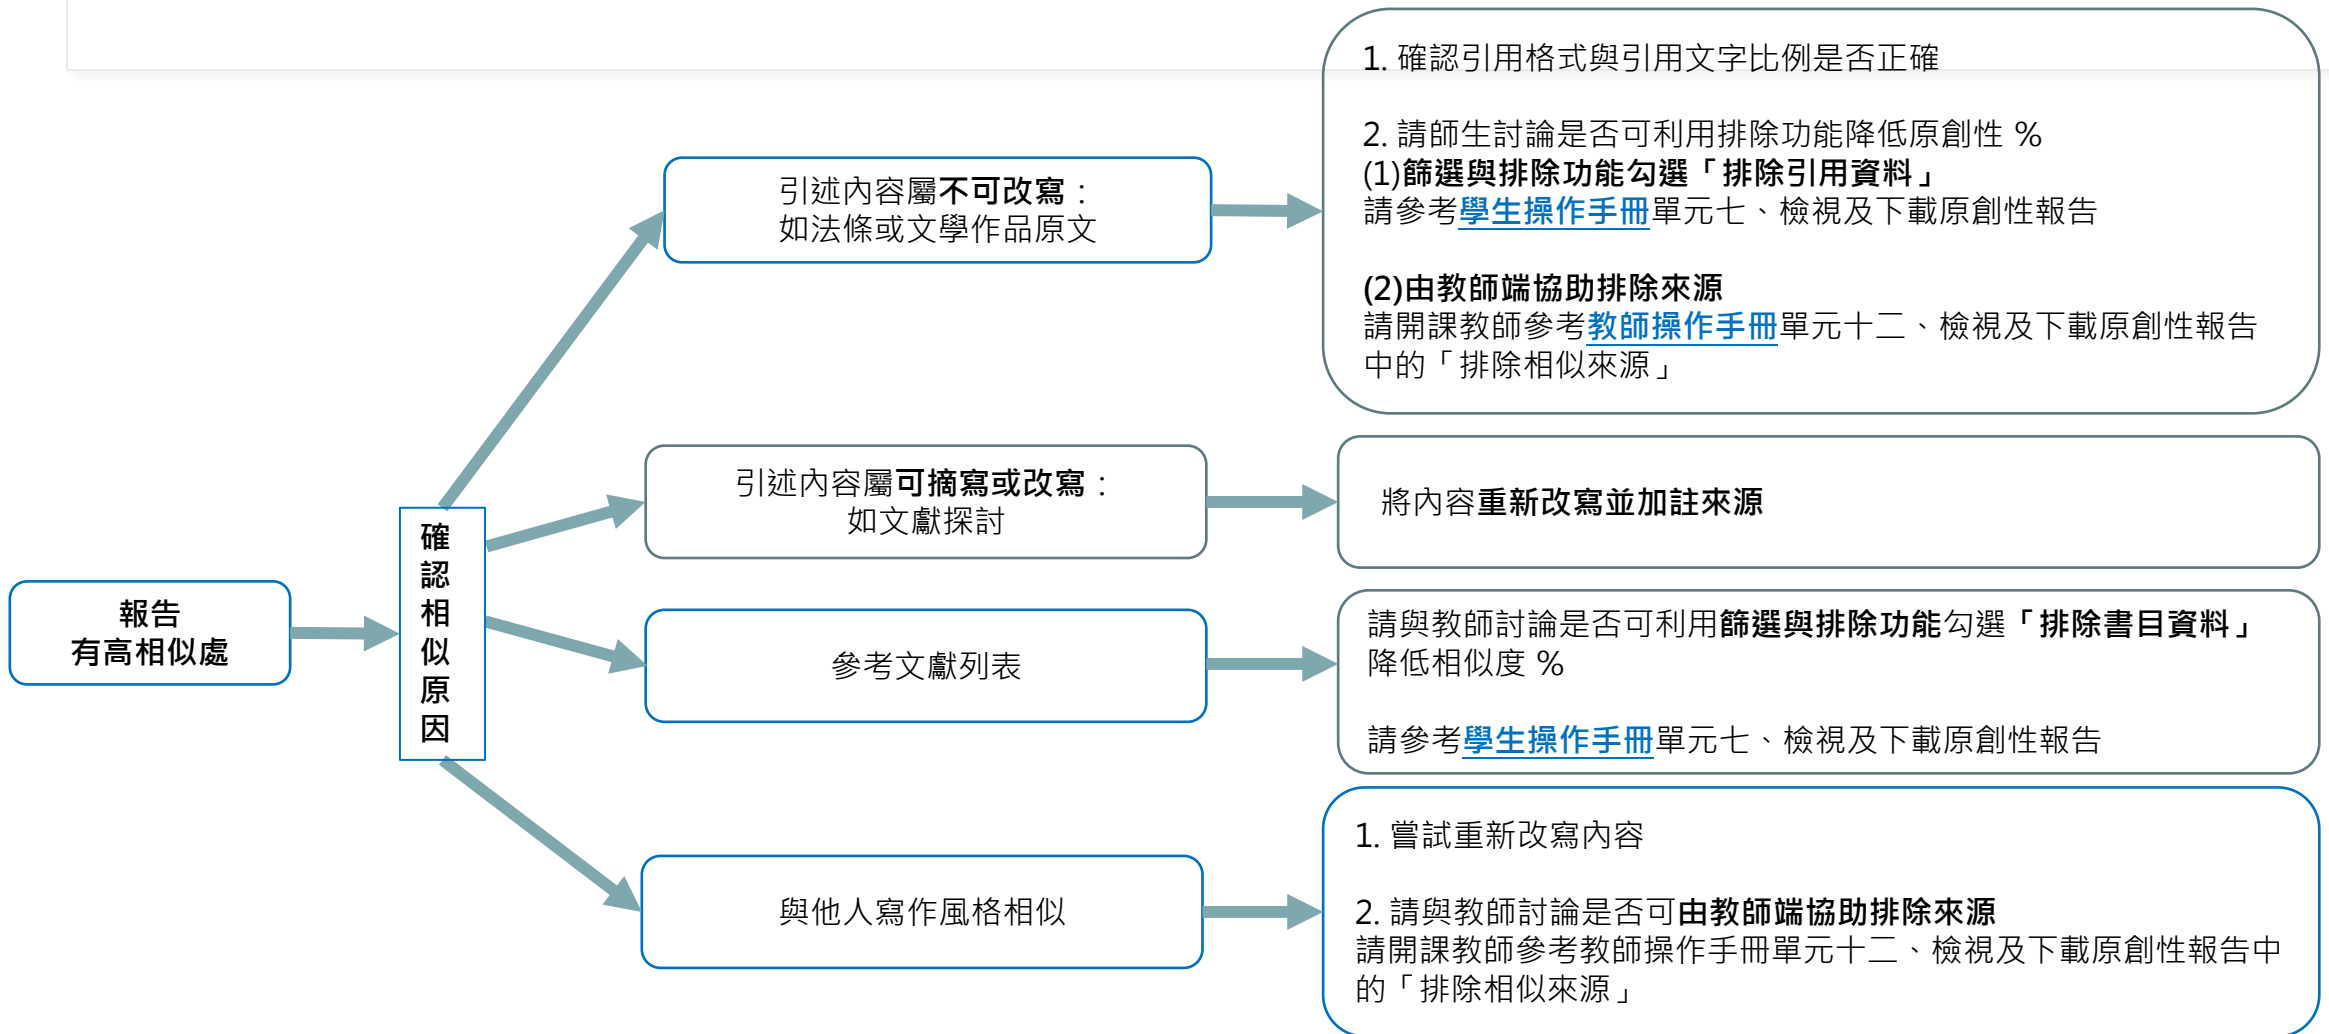 報告
有高相似處
確
認
相
似
原
因
引述內容屬不可改寫：
如法條或文學作品原文
1. 確認引用格式與引用文字比例是否正確
2. 請師生討論是否可利用排除功能降低原創性 %
(1)篩選與排除功能勾選「排除引用資料」
請參考學生操作手冊單元七、檢視及下載原創性報告
(2)由教師端協助排除來源
請開課教師參考教師操作手冊單元十二、檢視及下載原創性報告
中的「排除相似來源」
引述內容屬可摘寫或改寫：
如文獻探討
將內容重新改寫並加註來源
參考文獻列表
請與教師討論是否可利用篩選與排除功能勾選「排除書目資料」
降低相似度 %
請參考學生操作手冊單元七、檢視及下載原創性報告
與他人寫作風格相似
1. 嘗試重新改寫內容
2. 請與教師討論是否可由教師端協助排除來源
請開課教師參考教師操作手冊單元十二、檢視及下載原創性報告中
的「排除相似來源」